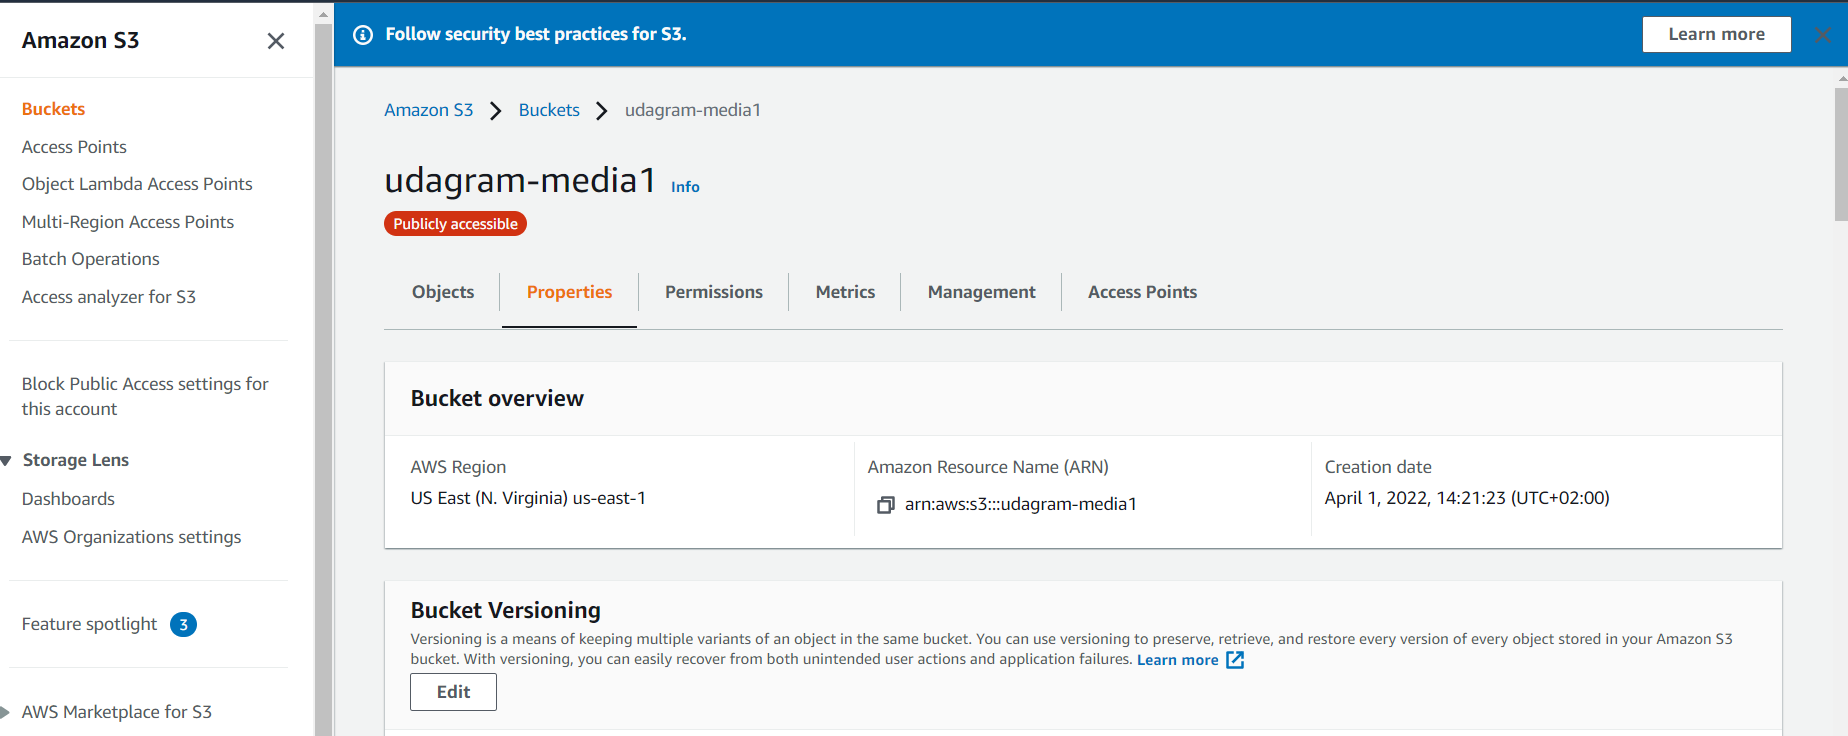 Amazon S3
Buckets
Access Points
Object Lambda Access Points
Multi-Region Access Points
Batch Operations
Access analyzer for S3
Block Public Access settings for
this account
Storage Lens
Dashboards
AWS Organizations settings
Feature spotlight 3
AWS Marketplace for S3
Follow security best practices for S3.
Learn more
Amazon S3 Buckets udagram-media1
udagram-media1 Info
Publicly accessible
Objects Properties Permissions Metrics Management Access Points
Bucket overview
AWS Region
US East (N. Virginia) us-east-1
Amazon Resource Name (ARN)
arn:aws:s3:::udagram-media1
Creation date
April 1, 2022, 14:21:23 (UTC+02:00)
Bucket Versioning
Versioning is a means of keeping multiple variants of an object in the same bucket. You can use versioning to preserve, retrieve, and restore every version of every object stored in your Amazon S3
bucket. With versioning, you can easily recover from both unintended user actions and application failures. Learn more
Edit